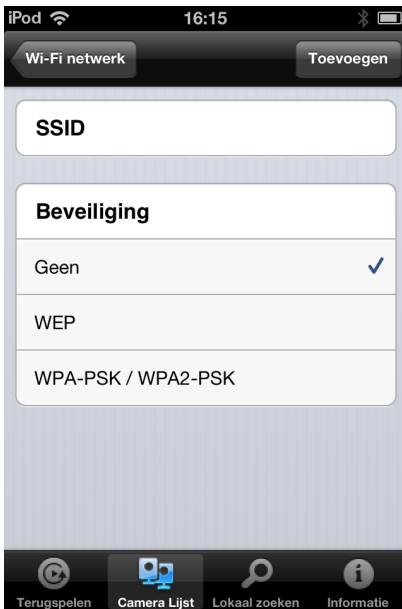 iPod 16:15
Wi-Fi netwerk Toevoegen
SSID
Beveiliging
Geen
WEP
WPA-PSK / WPA2-PSK
Terugspelen Camera Lijst Lokaal zoeken Informatie